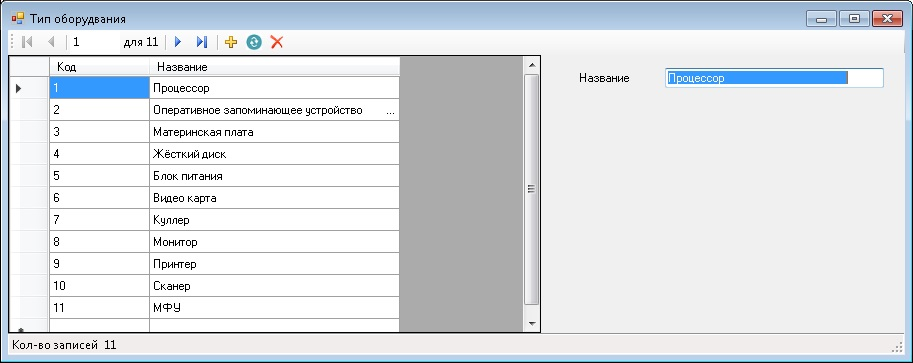 Тип оборудвания
1 для 11
Код Название
Название Процессор
1 Процессор
2 Оперативное запоминающее устройство ...
3 Материнская плата
4 Жёсткий диск
5 Блок питания
6 Видео карта
7 Куллер
8 Монитор
9 Принтер
10 Сканер
11 МФУ
Кол-во записей 11